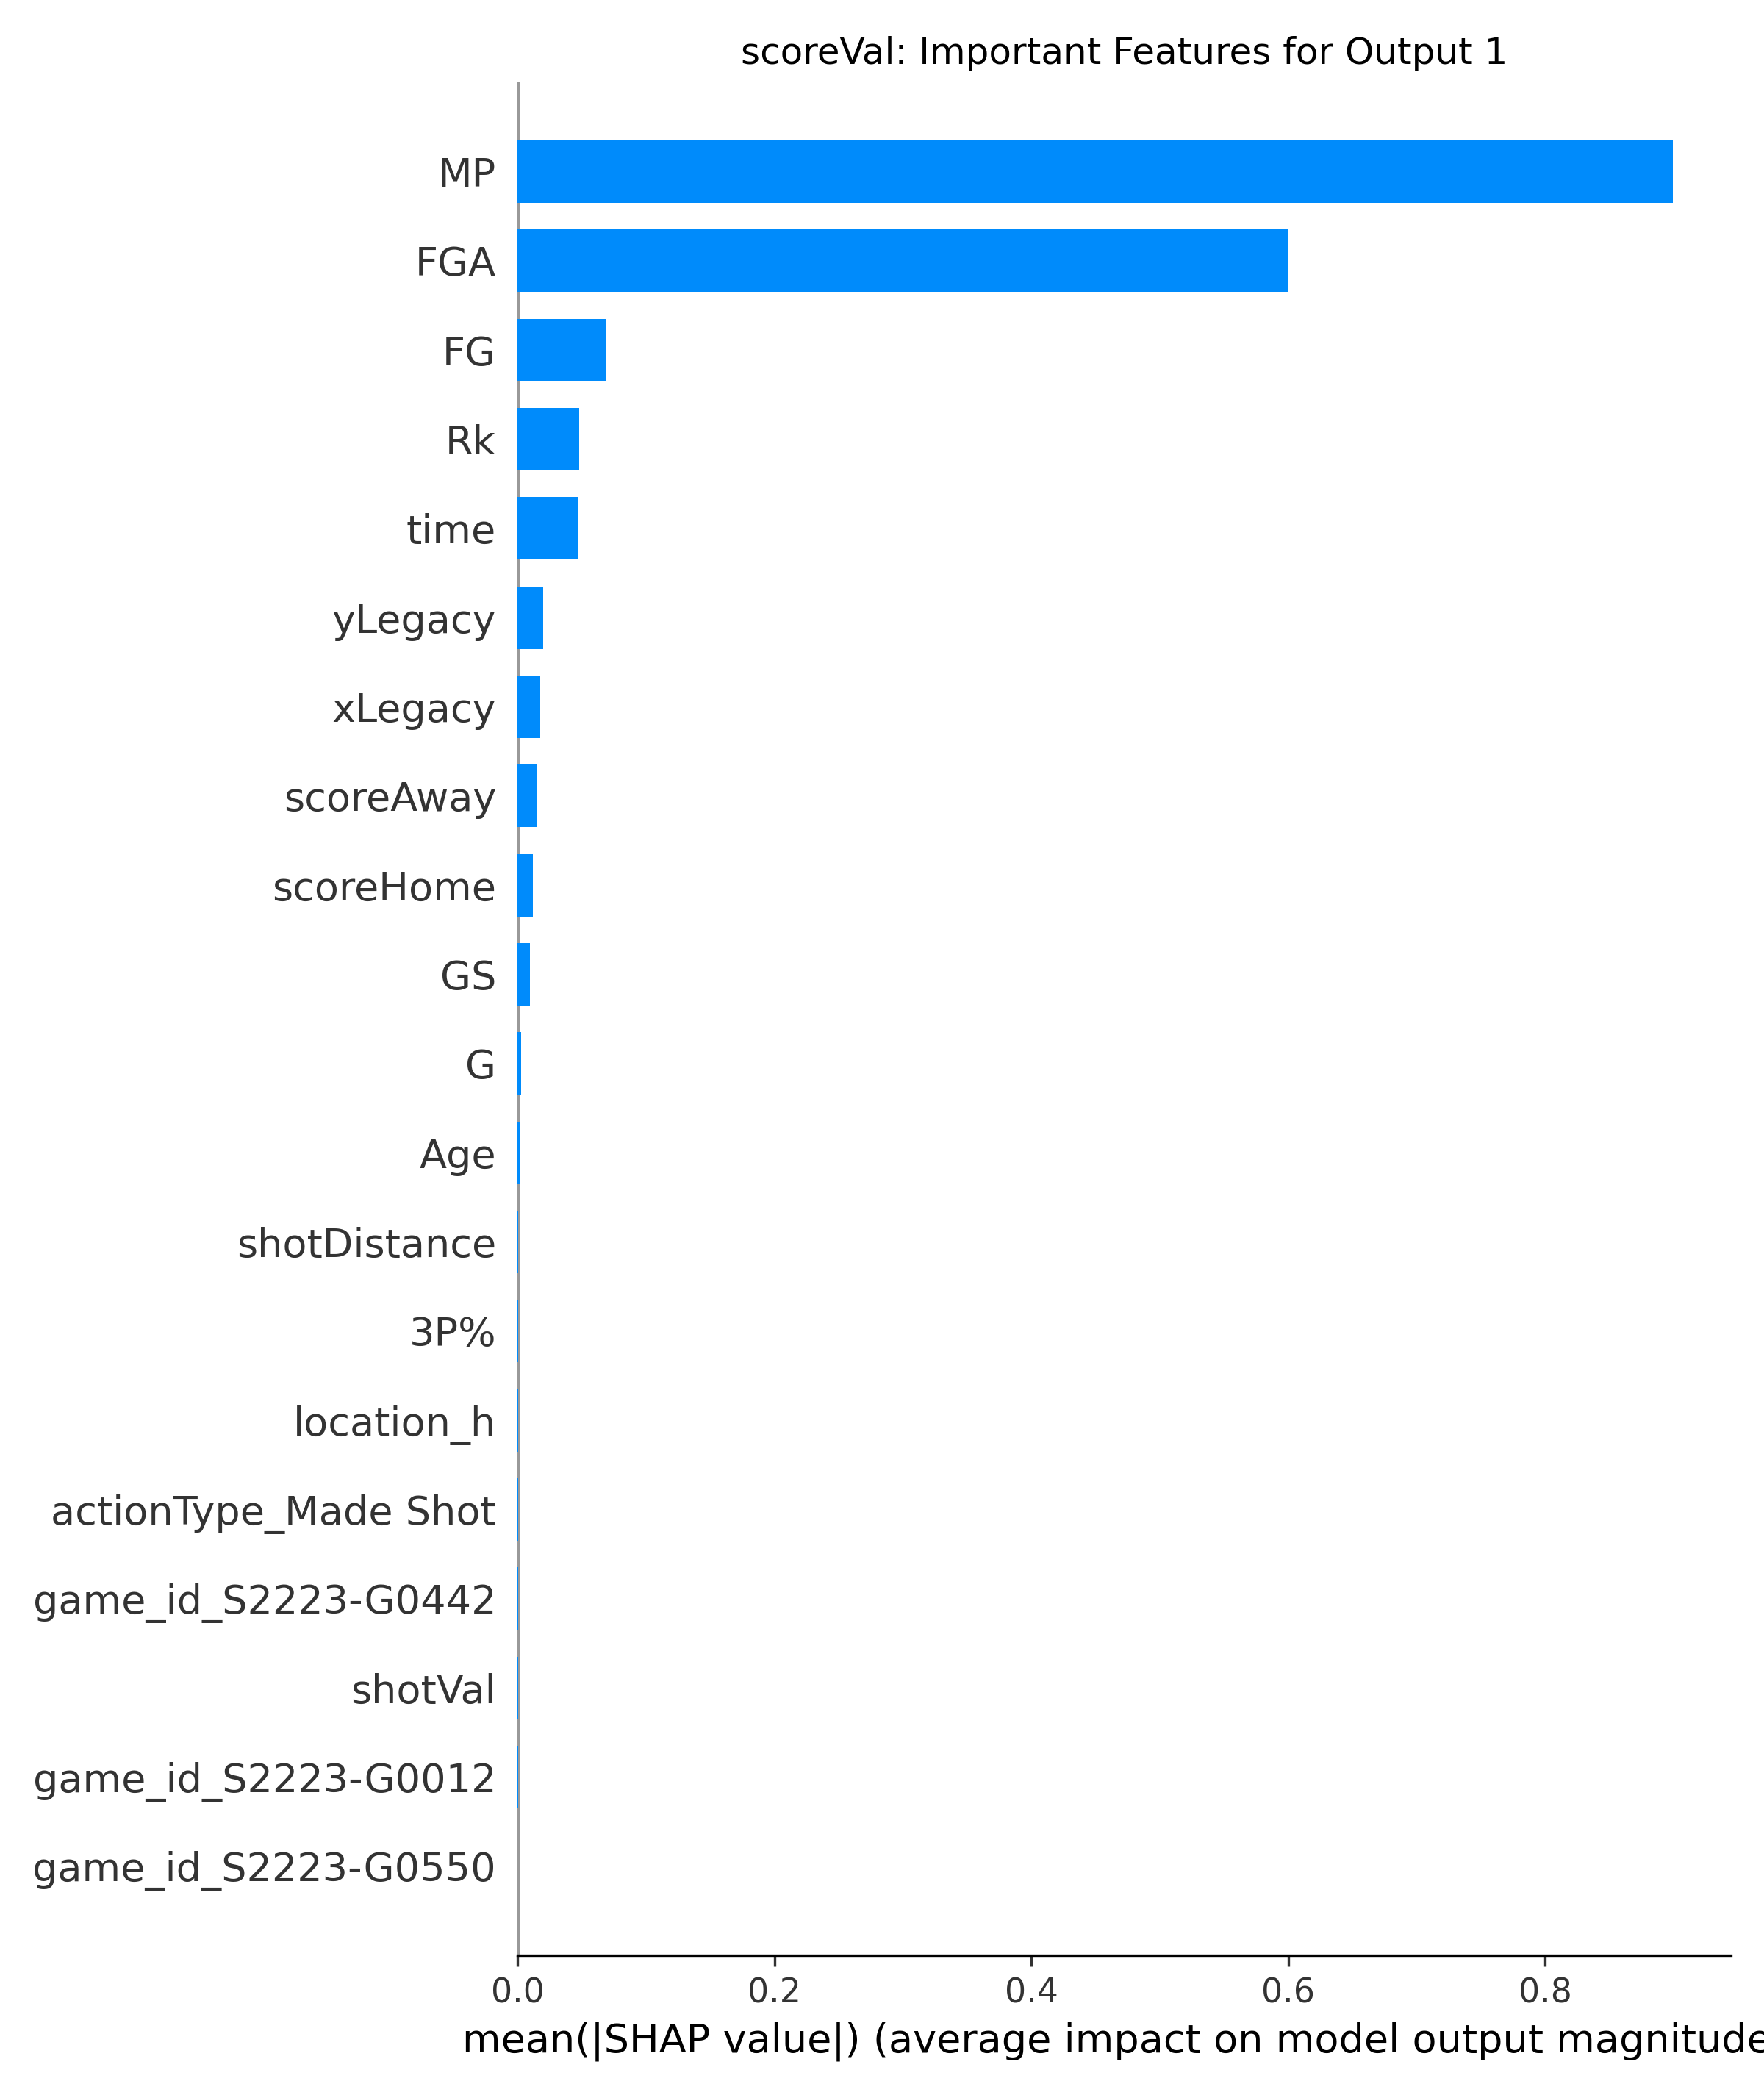 scoreVal: Important Features for Output 1
MP
FGA
FG
Rk
time
yLegacy
xLegacy
scoreAway
scoreHome
GS
G
Age
shotDistance
3P%
location_h
actionType_Made Shot
game_id_S2223-G0442
shotVal
game_id_S2223-G0012
game_id_S2223-G0550
0.0 0.2 0.4 0.6 0.8
mean(|SHAP value|) (average impact on model output magnitude